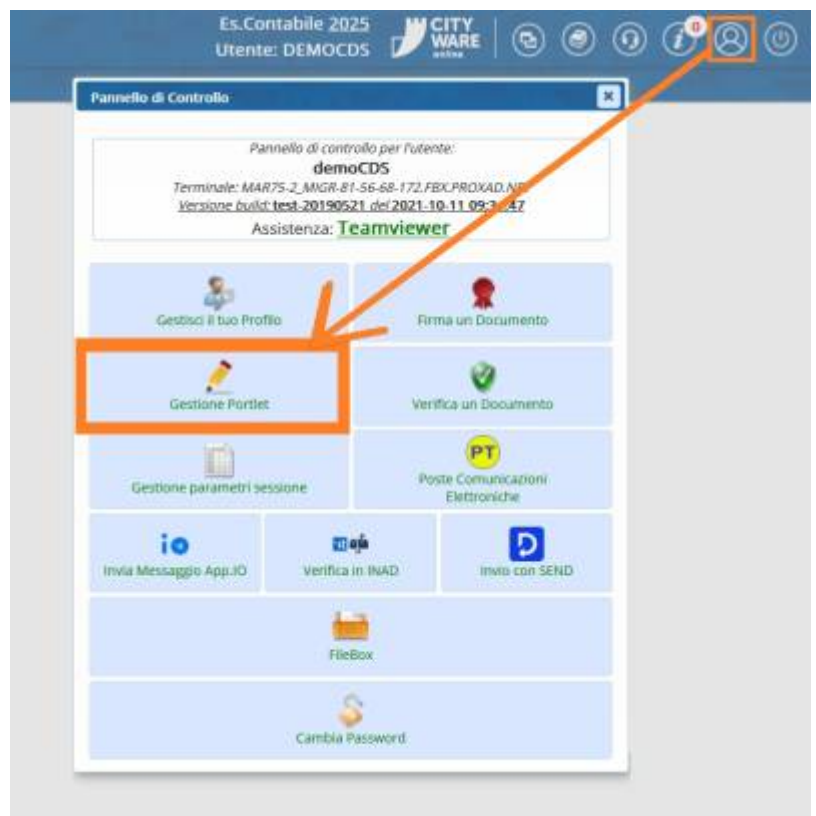 Es.Contabile 2025
Utente: DEMOCDS
CITY
WARE
online
0
Pannello di Controllo
Pannello di controllo per l'utente:
demoCDS
Terminale: MAR75-2_MIGR-81-56-68-172.FBX.PROXAD.NET
Versione build: test-20190521 del 2021-10-11 09:
Assistenza: Teamviewer
Gestisci il tuo Profilo
Firma un Documento
Gestione Portlet
Verifica un Documento
Gestione parametri sessione
PT
Poste Comunicazioni
Elettroniche
io
Invia Messaggio App.IO
Verifica in INAD
Invio con SEND
FileBox
Cambia Password